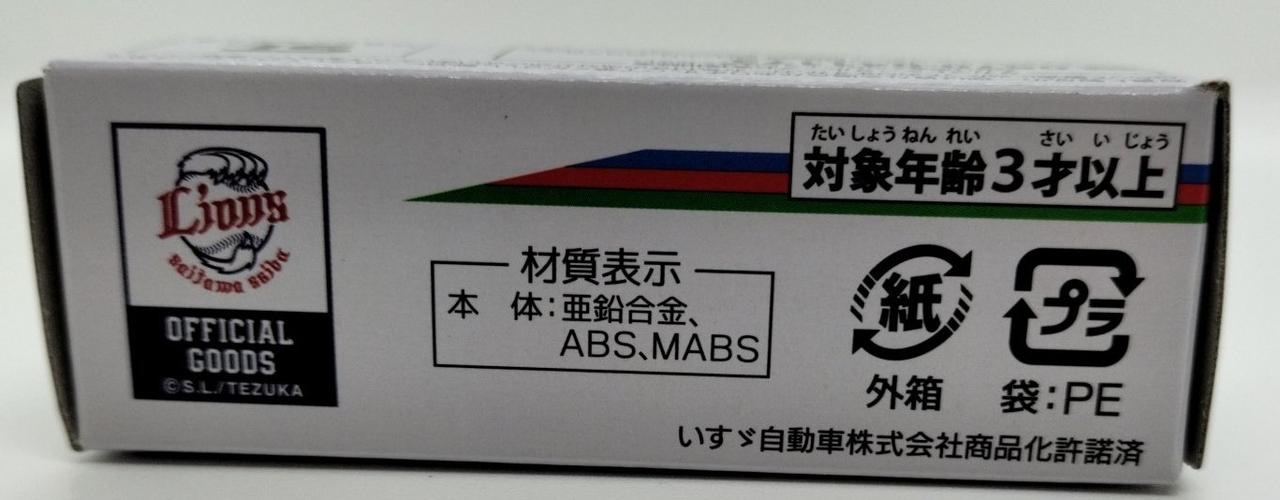 Lions
saitama seibu
OFFICIAL
GOODS
©S.L./TEZUKA
たいしょうねんれい さい い じょう
対象年齢3才以上
材質表示
本 体:亜鉛合金、
ABS、MABS
紙
外箱
プラ
袋:PE
いすゞ自動車株式会社商品化許諾済